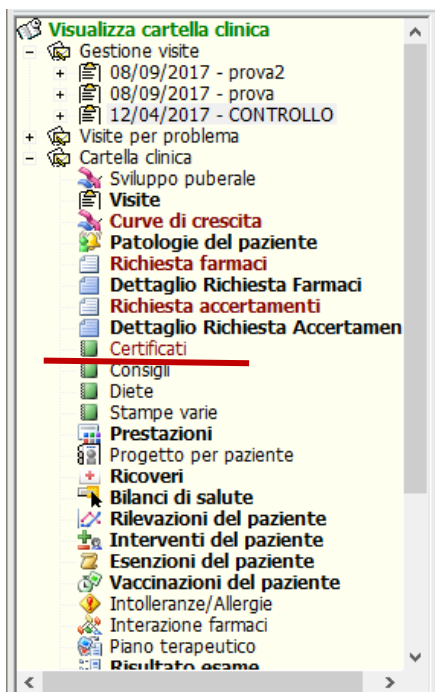 Visualizza cartella clinica
Gestione visite
08/09/2017 - prova2
08/09/2017 - prova
12/04/2017 - CONTROLLO
Visite per problema
Cartella clinica
Sviluppo puberale
Visite
Curve di crescita
Patologie del paziente
Richiesta farmaci
Dettaglio Richiesta Farmaci
Richiesta accertamenti
Dettaglio Richiesta Accertamen
Certificati
Consigli
Diete
Stampe varie
Prestazioni
Progetto per paziente
Ricoveri
Bilanci di salute
Rilevazioni del paziente
Interventi del paziente
Esenzioni del paziente
Vaccinazioni del paziente
Intolleranze/Allergie
Interazione farmaci
Piano terapeutico
Risultato esame